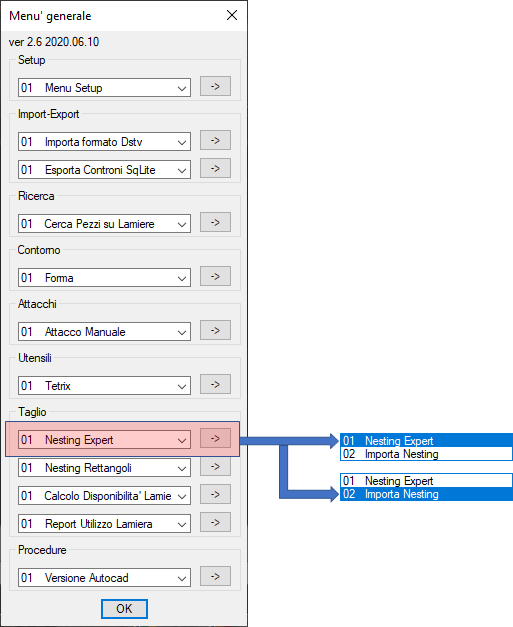 Menu' generale
ver 2.6 2020.06.10
Setup
01 Menu Setup ->
Import-Export
01 Importa formato Dstv ->
01 Esporta Controni SqLite ->
Ricerca
01 Cerca Pezzi su Lamiere ->
Contorno
01 Forma ->
Attacchi
01 Attacco Manuale ->
Utensili
01 Tetrix ->
Taglio
01 Nesting Expert ->
01 Nesting Rettangoli ->
01 Calcolo Disponibilita' Lamie ->
01 Report Utilizzo Lamiera ->
Procedure
01 Versione Autocad ->
OK
01 Nesting Expert
02 Importa Nesting
01 Nesting Expert
02 Importa Nesting